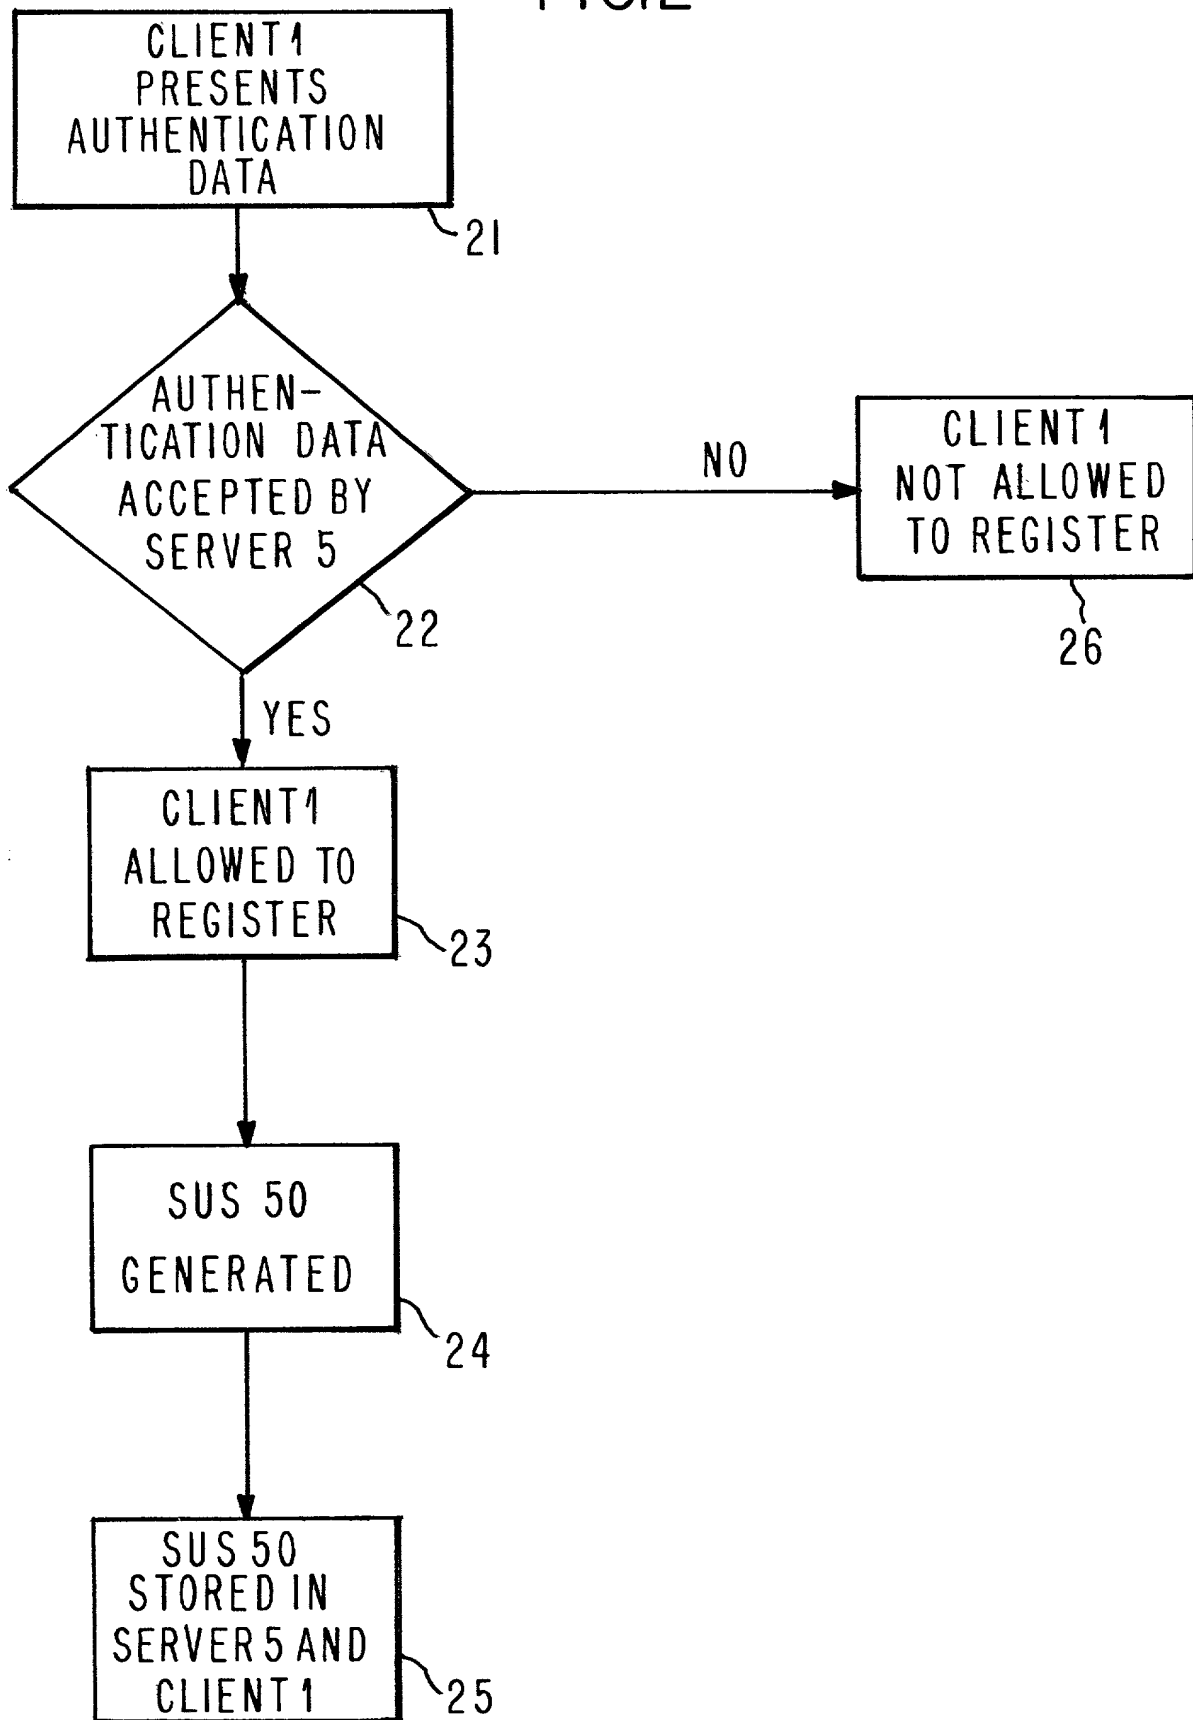 FIG.2
CLIENT 1
PRESENTS
AUTHENTICATION
DATA
21
AUTHEN-
TICATION DATA
ACCEPTED BY
SERVER 5
22
NO
CLIENT 1
NOT ALLOWED
TO REGISTER
26
YES
CLIENT 1
ALLOWED TO
REGISTER
23
SUS 50
GENERATED
24
SUS 50
STORED IN
SERVER 5 AND
CLIENT 1
25